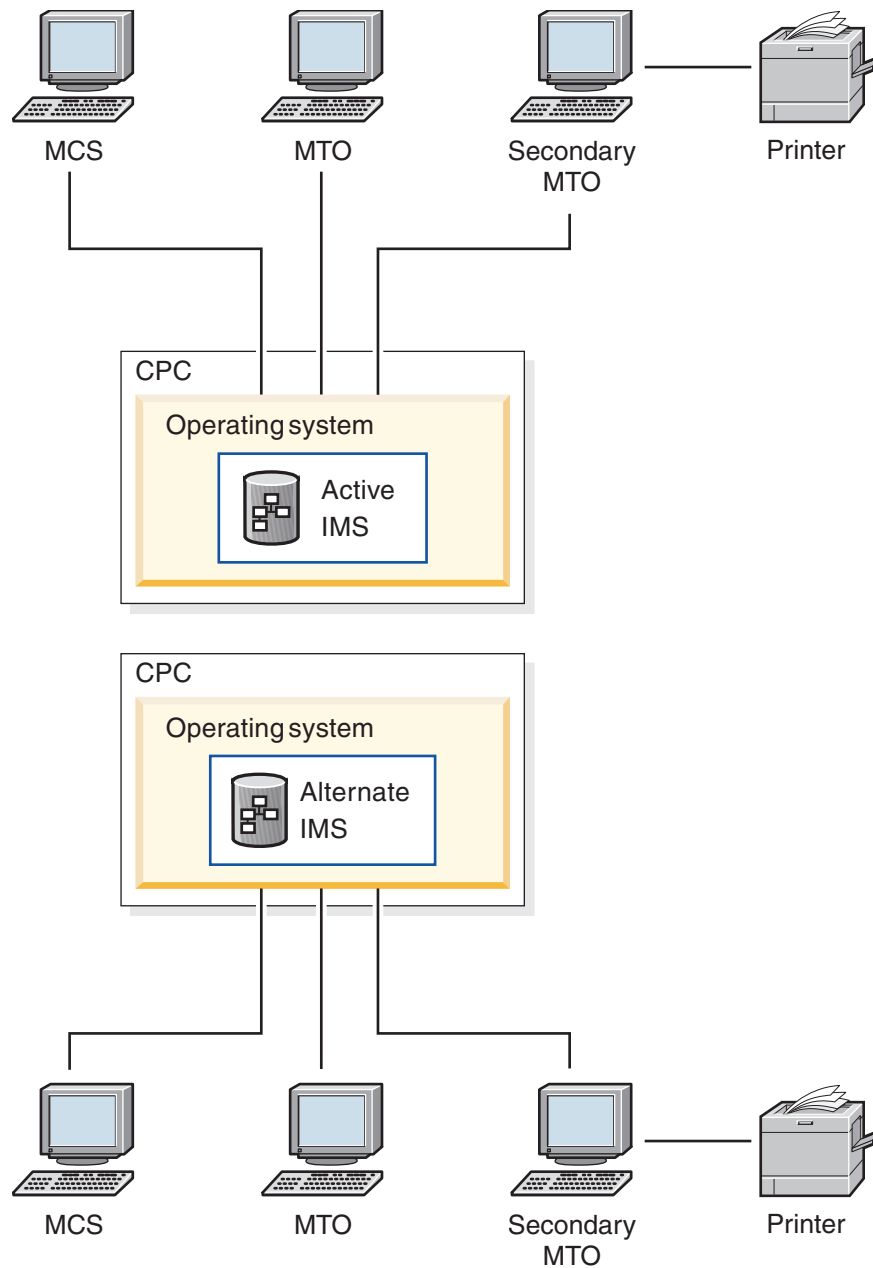 MCS
MTO
Secondary
MTO
Printer
CPC
Operating system
Active
IMS
CPC
Operating system
Alternate
IMS
MCS
MTO
Secondary
MTO
Printer